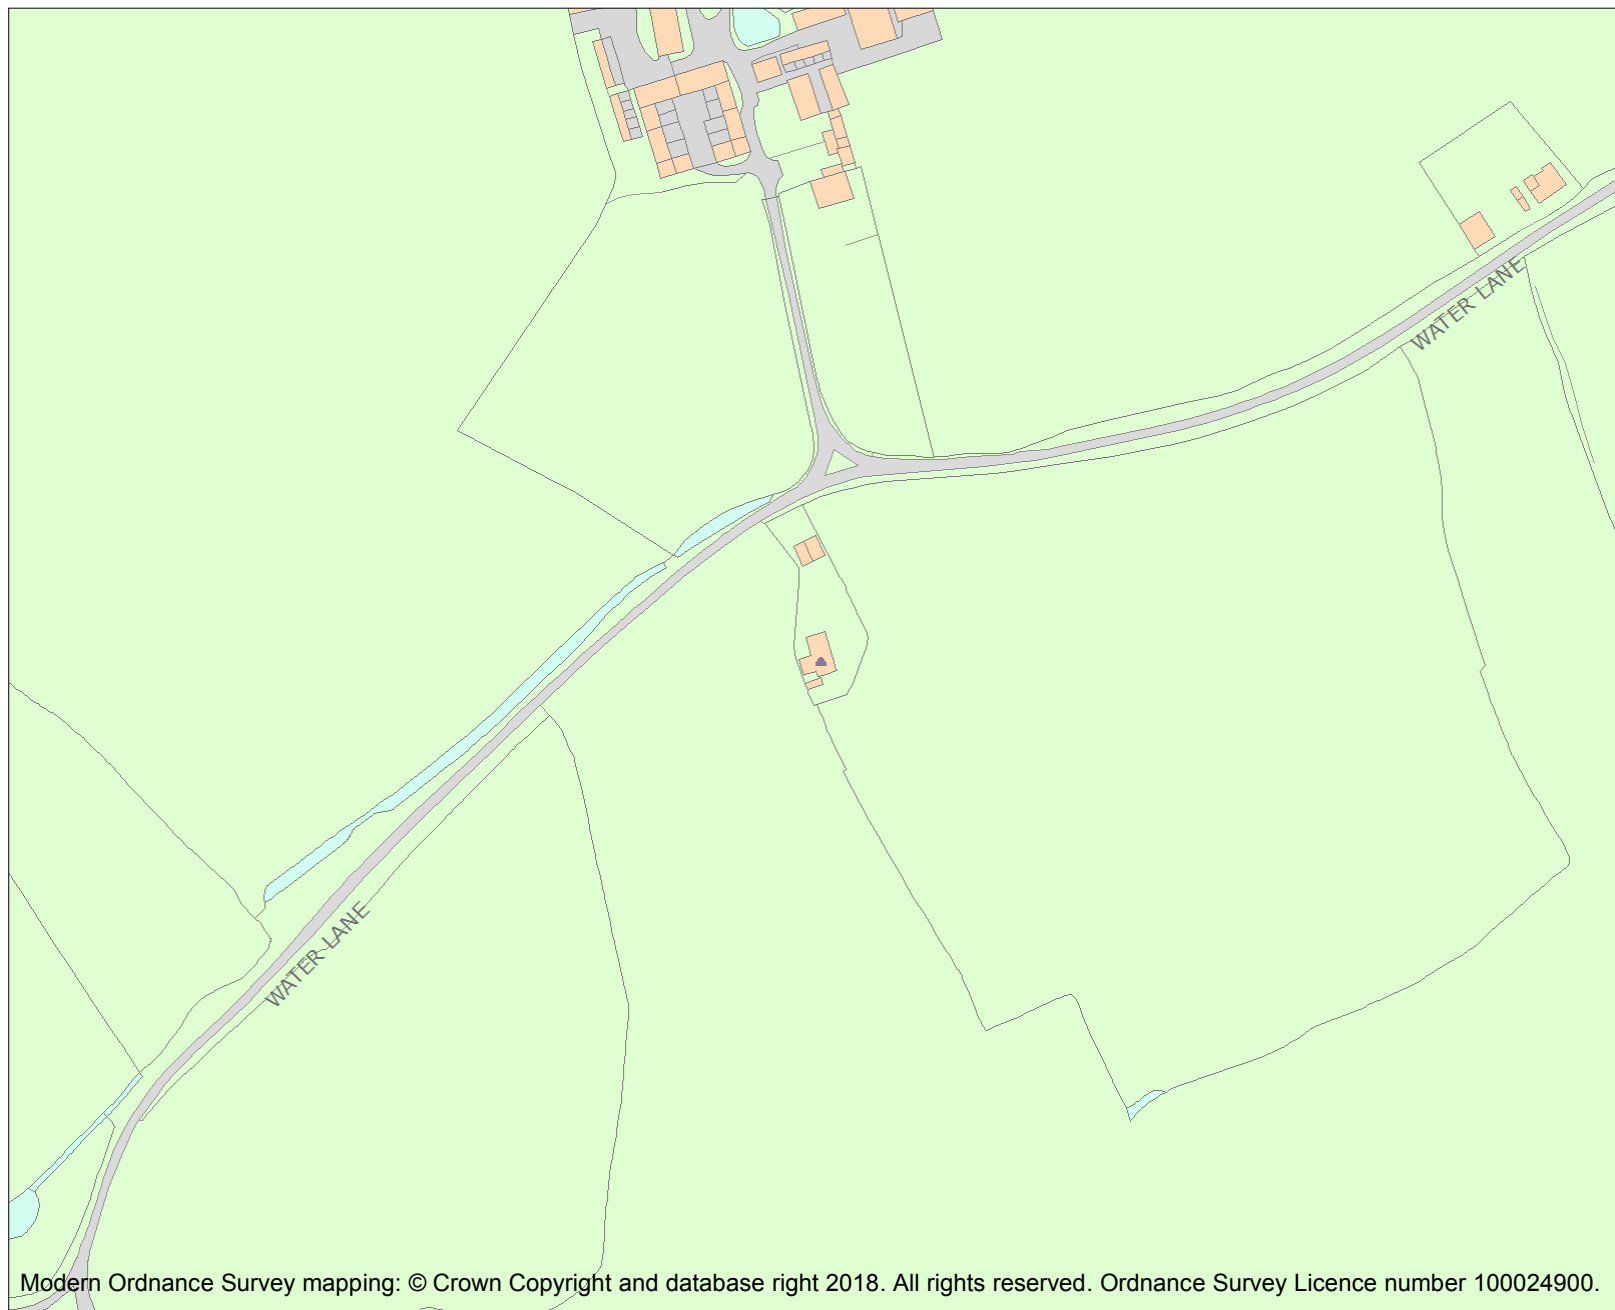 WATER LANE
WATER LANE
Modern Ordnance Survey mapping: © Crown Copyright and database right 2018. All rights reserved. Ordnance Survey Licence number 100024900.